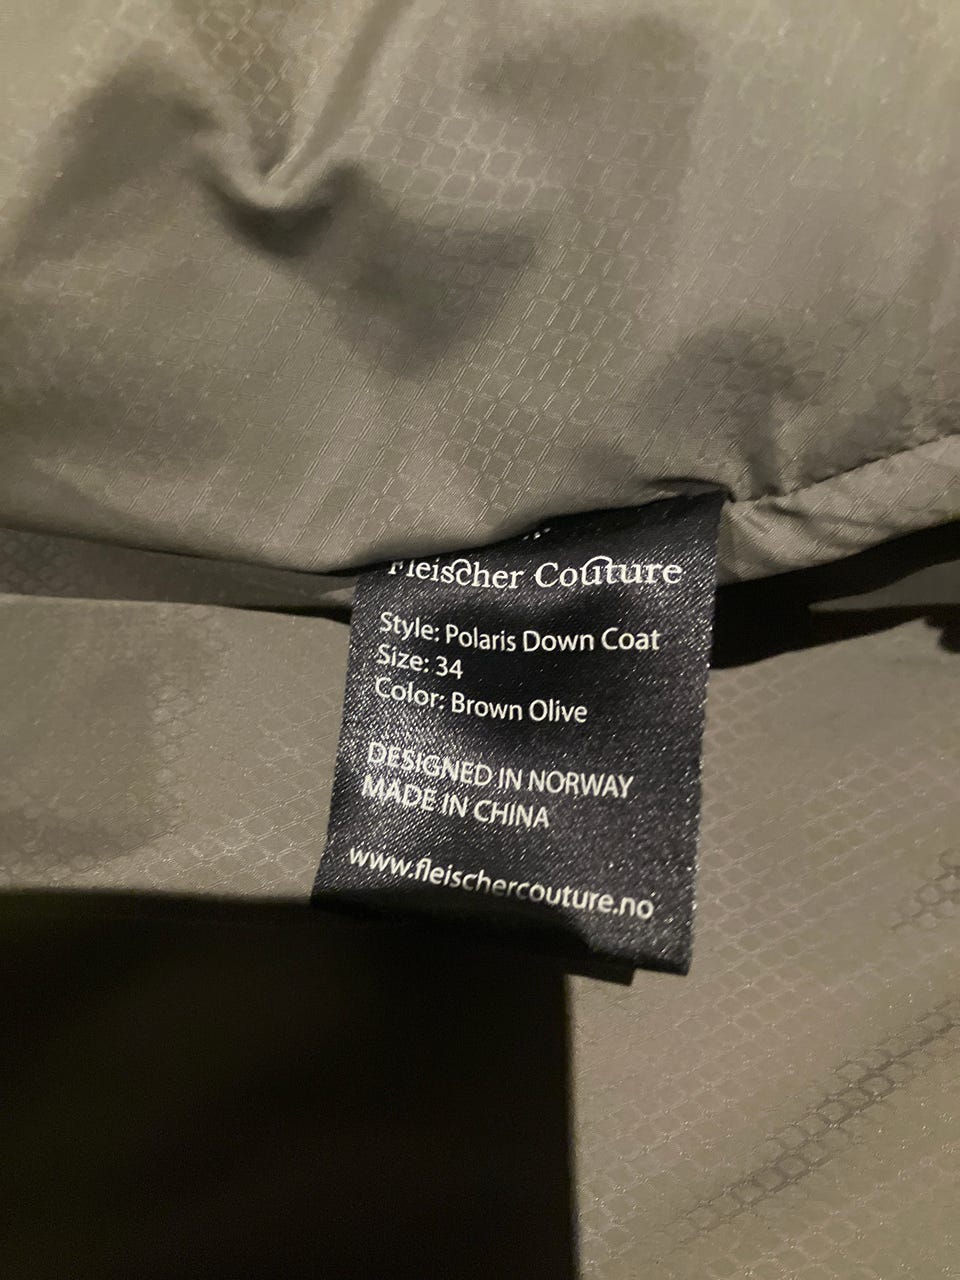 Fleischer Couture
Style: Polaris Down Coat
Size: 34
Color: Brown Olive
DESIGNED IN NORWAY
MADE IN CHINA
www.fleischercouture.no